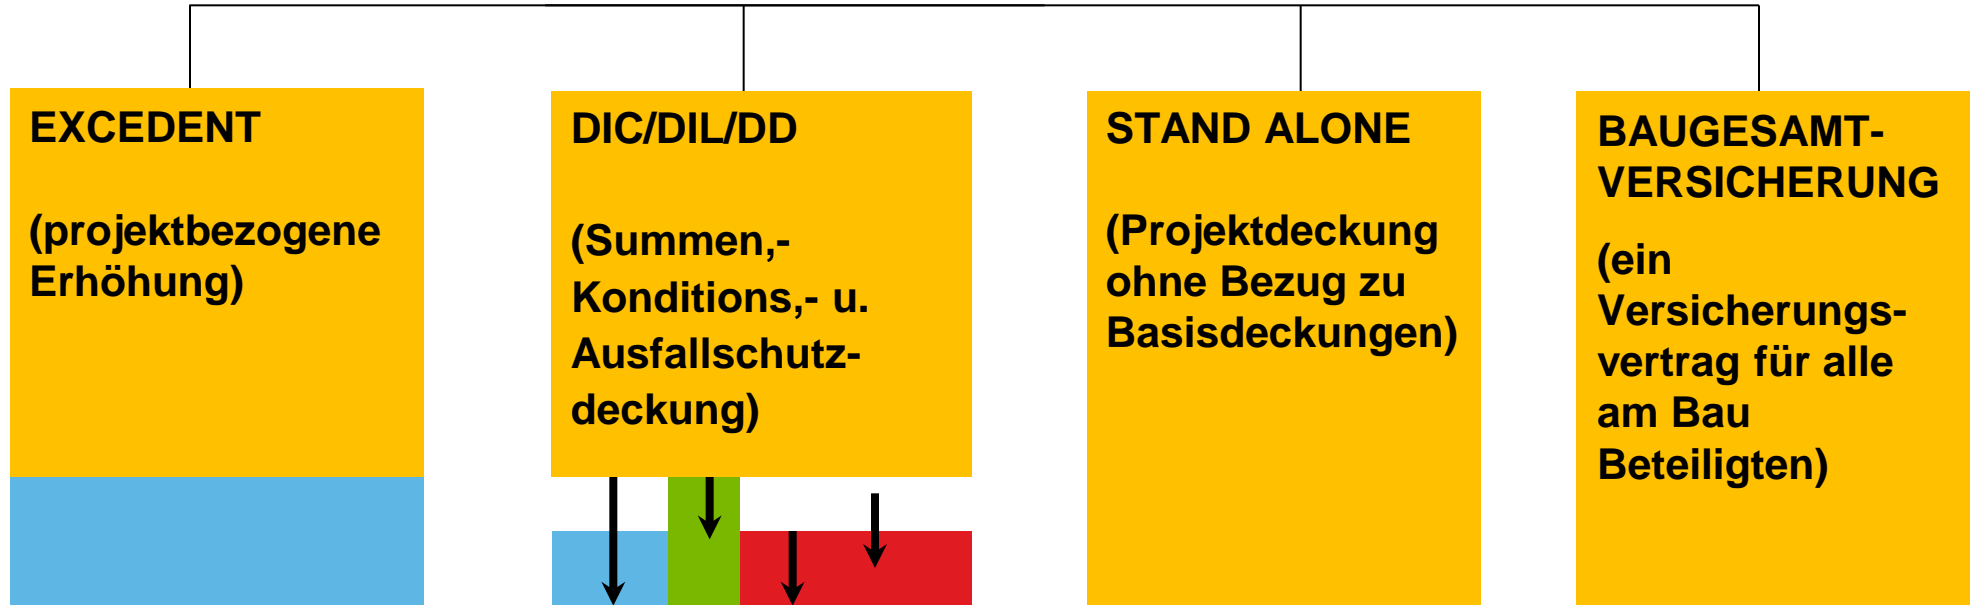 EXCEDENT
(projektbezogene
Erhöhung)
DIC/DIL/DD
(Summen,-
Konditions,- u.
Ausfallschutz-
deckung)
STAND ALONE
(Projektdeckung
ohne Bezug zu
Basisdeckungen)
BAUGESAMT-
VERSICHERUNG
(ein
Versicherungs-
vertrag für alle
am Bau
Beteiligten)